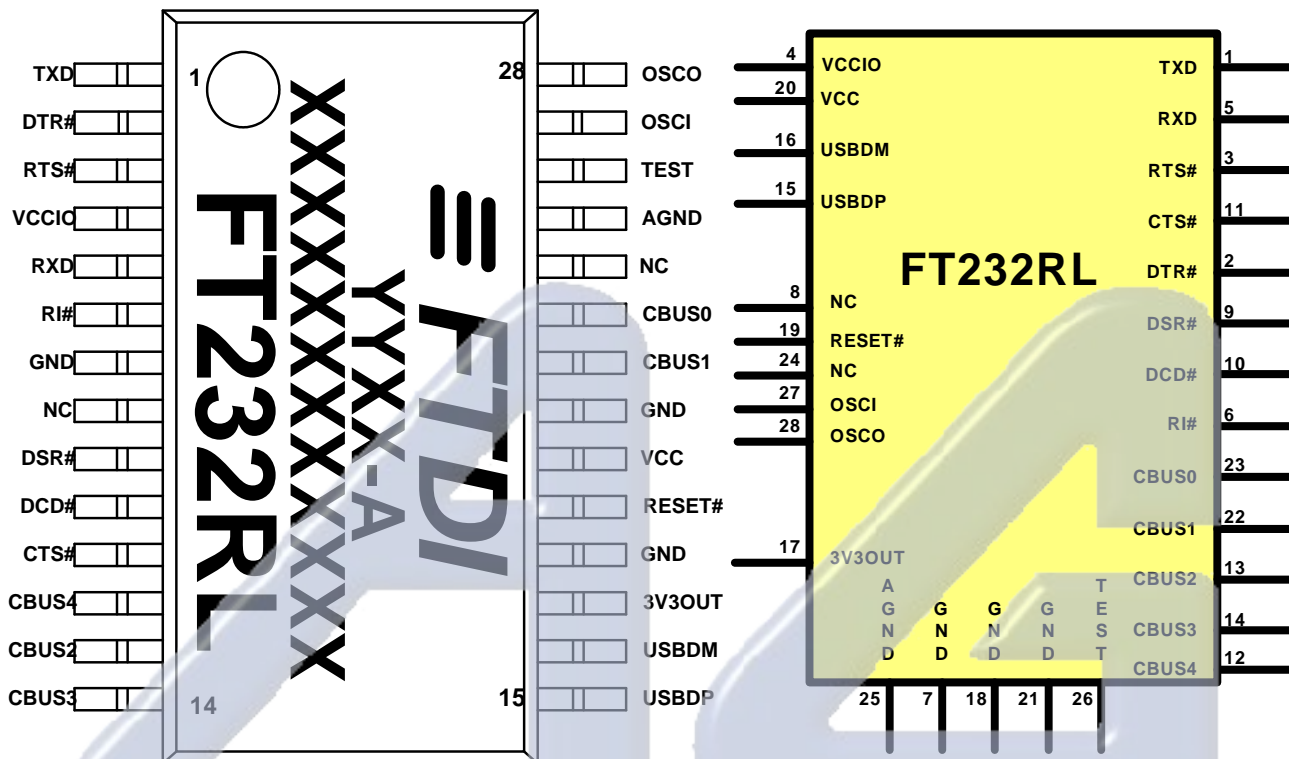 TXD
DTR#
RTS#
VCCIO
RXD
RI#
GND
NC
DSR#
DCD#
CTS#
CBUS4
CBUS2
CBUS3
1
14
28
15
FT232RL
XXXXXXXXXXXX
YYXX-A
FTDI
OSCO
OSCI
TEST
AGND
NC
CBUS0
CBUS1
GND
VCC
RESET#
GND
3V3OUT
USBDM
USBDP
4 VCCIO
20 VCC
16 USBDM
15 USBDP
8 NC
19 RESET#
24 NC
27 OSCI
28 OSCO
17 3V3OUT
FT232RL
TXD 1
RXD 5
RTS# 3
CTS# 11
DTR# 2
DSR# 9
DCD# 10
RI# 6
CBUS0 23
CBUS1 22
CBUS2 13
CBUS3 14
CBUS4 12
AGND
GND
GND
GND
TEST
25 7 18 21 26